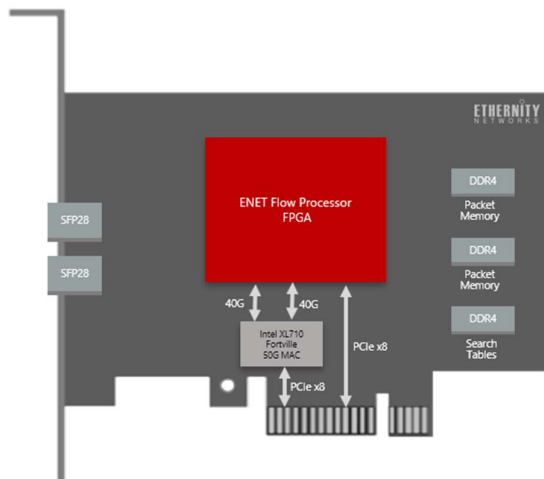 ETHERNITY
NETWORKS
ENET Flow Processor
FPGA
DDR4
Packet
Memory
SFP28
DDR4
Packet
Memory
SFP28
40G
40G
DDR4
Search
Tables
Intel XL710
Fortville
50G MAC
PCIe x8
PCIe x8